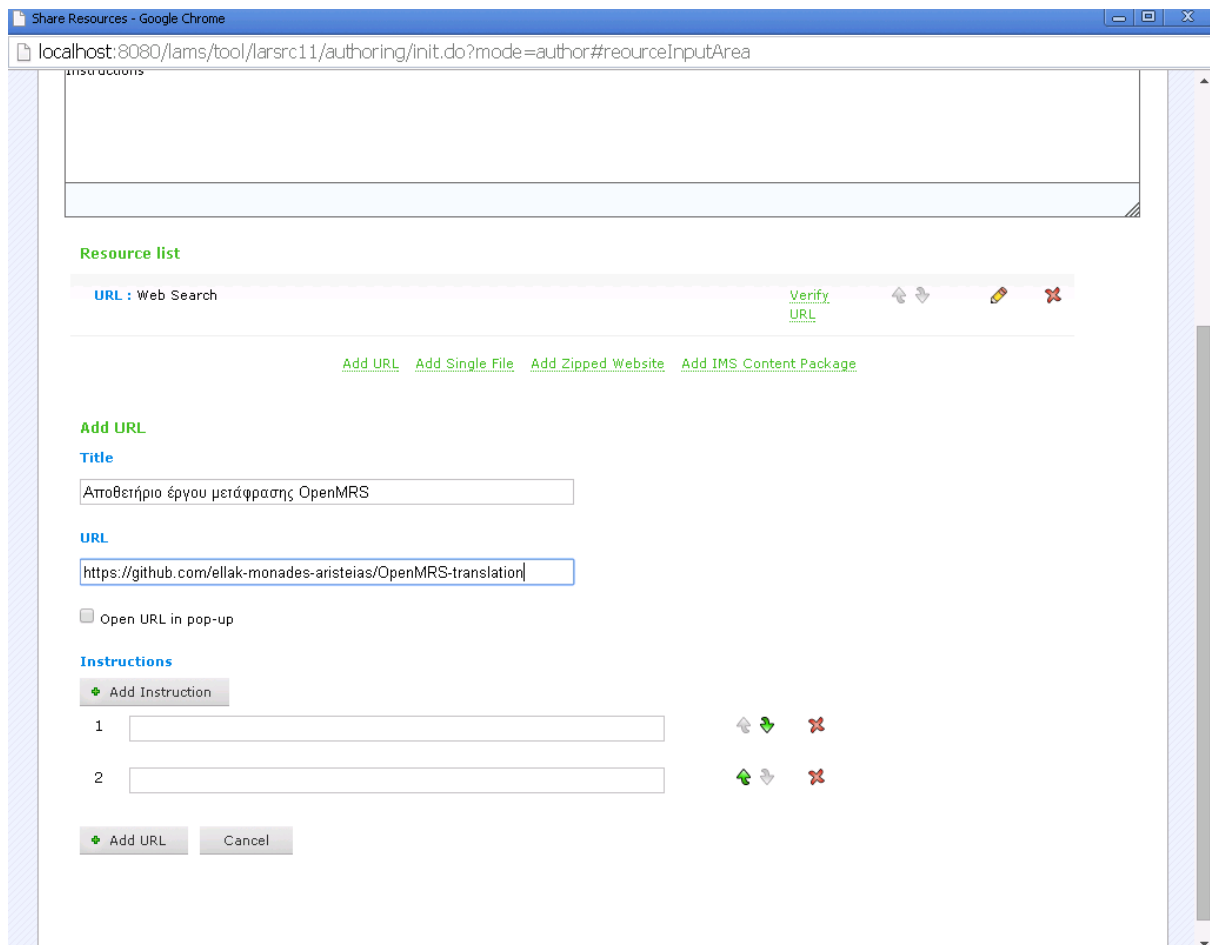 Share Resources - Google Chrome
localhost:8080/lams/tool/larsrc11/authoring/init.do?mode=author#reourceInputArea
Instructions
Resource list
URL : Web Search
Verify
URL
Add URL Add Single File Add Zipped Website Add IMS Content Package
Add URL
Title
Αποθετήριο έργου μετάφρασης OpenMRS
URL
https://github.com/ellak-monades-aristeias/OpenMRS-translation
Open URL in pop-up
Instructions
Add Instruction
1
2
Add URL Cancel